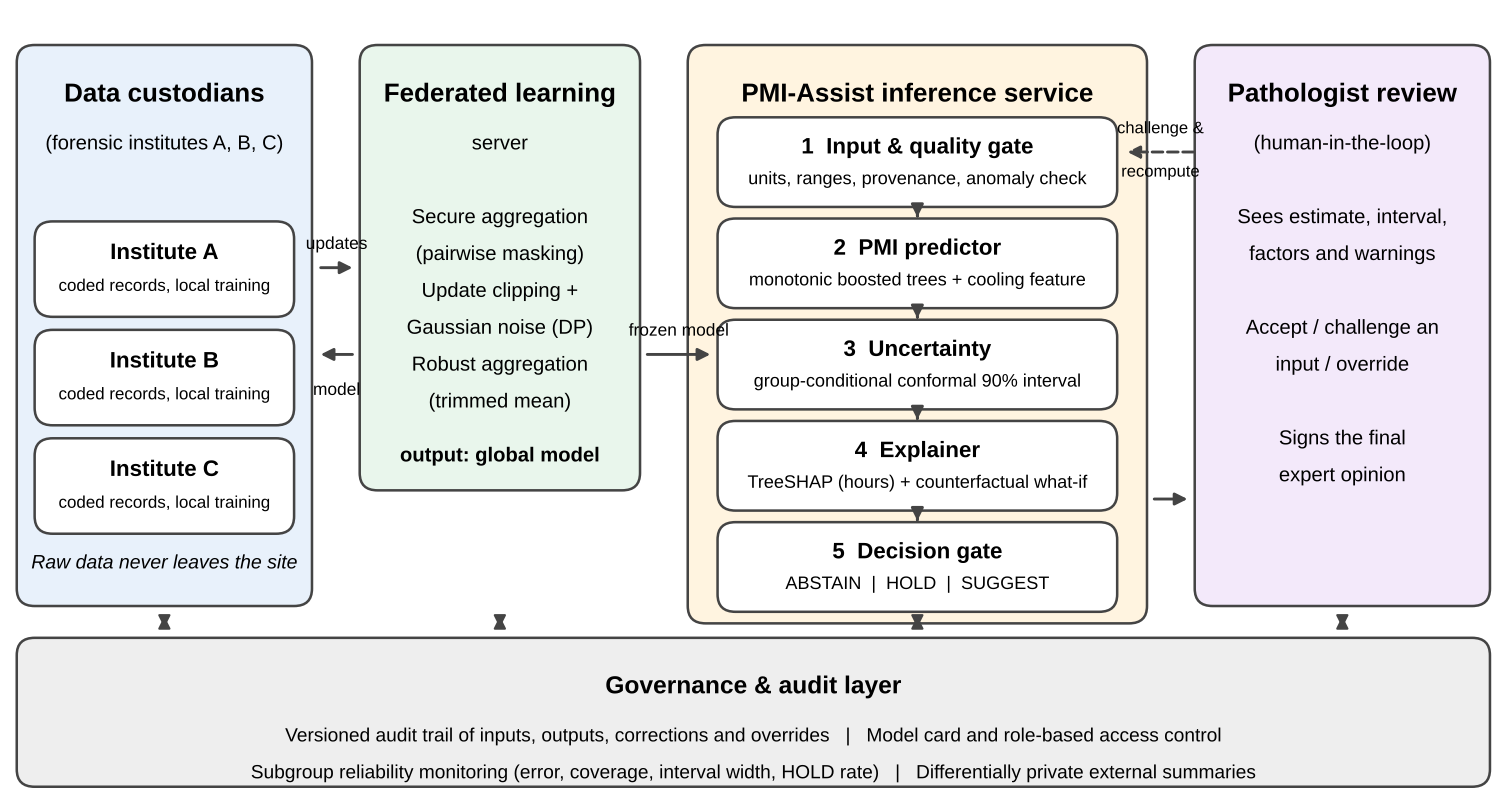 Data custodians
(forensic institutes A, B, C)
Institute A
coded records, local training
Institute B
coded records, local training
Institute C
coded records, local training
Raw data never leaves the site
updates
model
Federated learning
server
Secure aggregation
(pairwise masking)
Update clipping +
Gaussian noise (DP)
Robust aggregation
(trimmed mean)
output: global model
frozen model
PMI-Assist inference service
1 Input & quality gate
units, ranges, provenance, anomaly check
2 PMI predictor
monotonic boosted trees + cooling feature
3 Uncertainty
group-conditional conformal 90% interval
4 Explainer
TreeSHAP (hours) + counterfactual what-if
5 Decision gate
ABSTAIN | HOLD | SUGGEST
challenge &
recompute
Pathologist review
(human-in-the-loop)
Sees estimate, interval,
factors and warnings
Accept / challenge an
input / override
Signs the final
expert opinion
Governance & audit layer
Versioned audit trail of inputs, outputs, corrections and overrides | Model card and role-based access control
Subgroup reliability monitoring (error, coverage, interval width, HOLD rate) | Differentially private external summaries